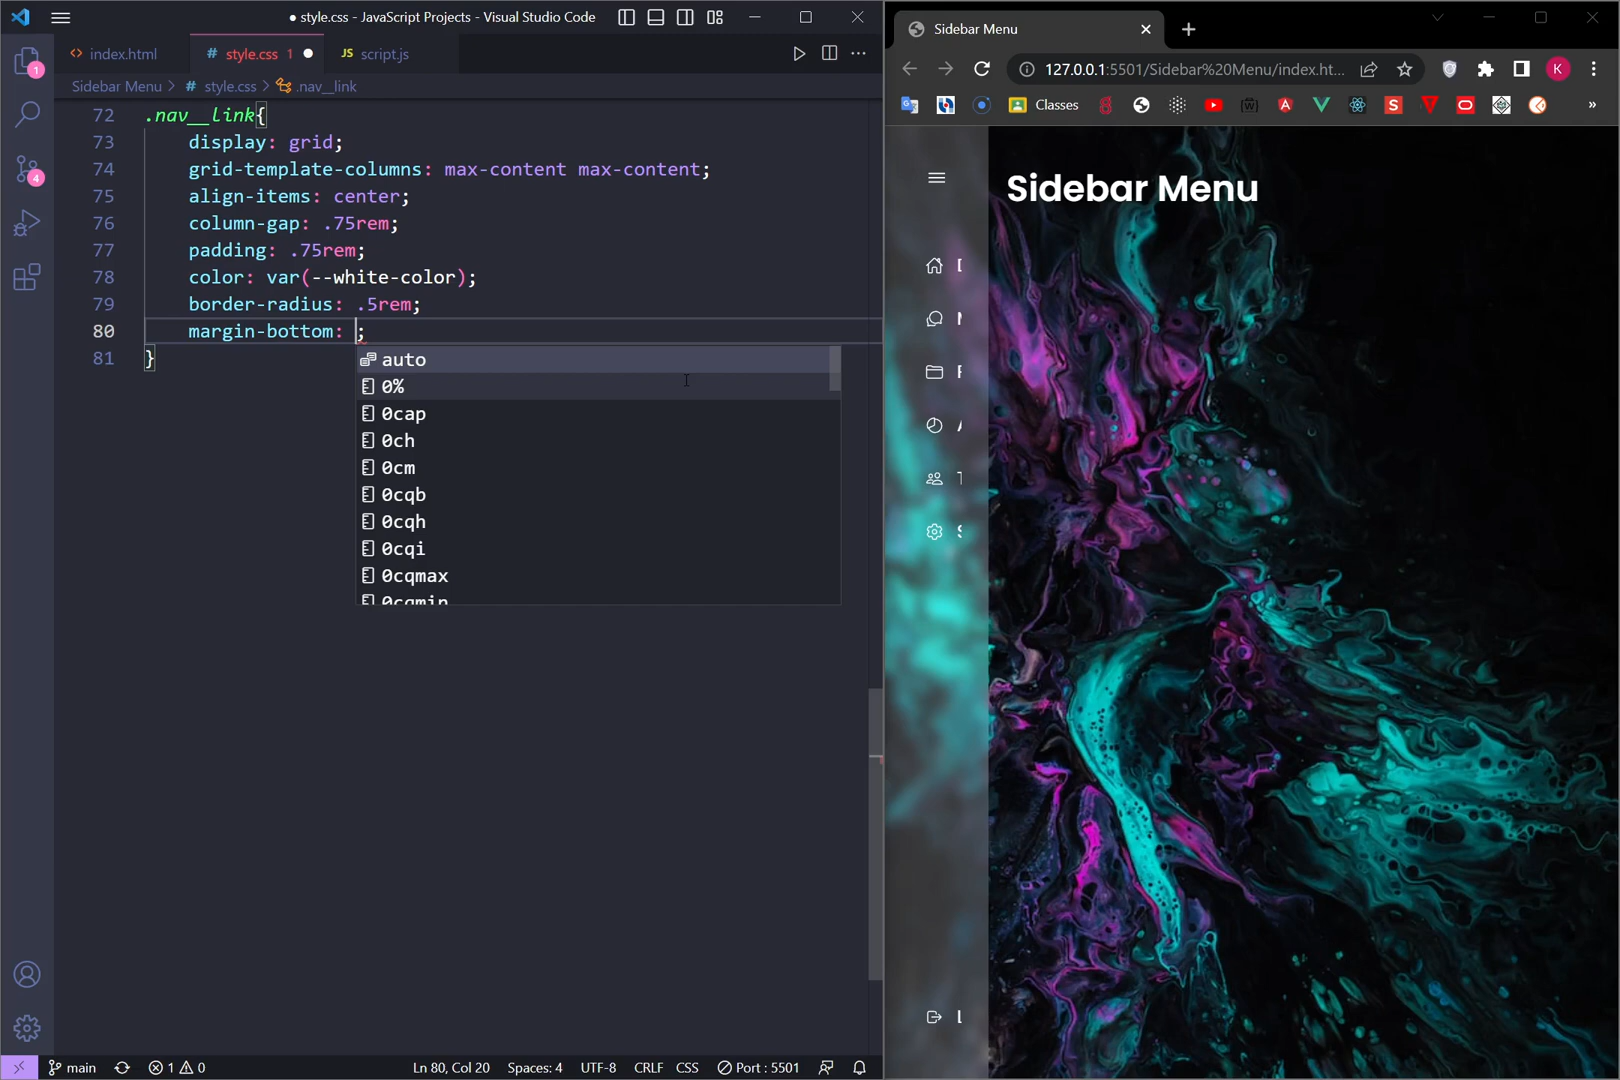 ● style.css - JavaScript Projects - Visual Studio Code
index.html
# style.css 1 ●
JS script.js
Sidebar Menu > # style.css > .nav__link
72 .nav__link{
73 display: grid;
74 grid-template-columns: max-content max-content;
75 align-items: center;
76 column-gap: .75rem;
77 padding: .75rem;
78 color: var(--white-color);
79 border-radius: .5rem;
80 margin-bottom: ;
81 }
auto
0%
0cap
0ch
0cm
0cqb
0cqh
0cqi
0cqmax
0cqmin
1
4
main
1 0
Ln 80, Col 20
Spaces: 4
UTF-8
CRLF
CSS
Port : 5501
Sidebar Menu
127.0.0.1:5501/Sidebar%20Menu/index.ht...
K
Classes
»
Sidebar Menu